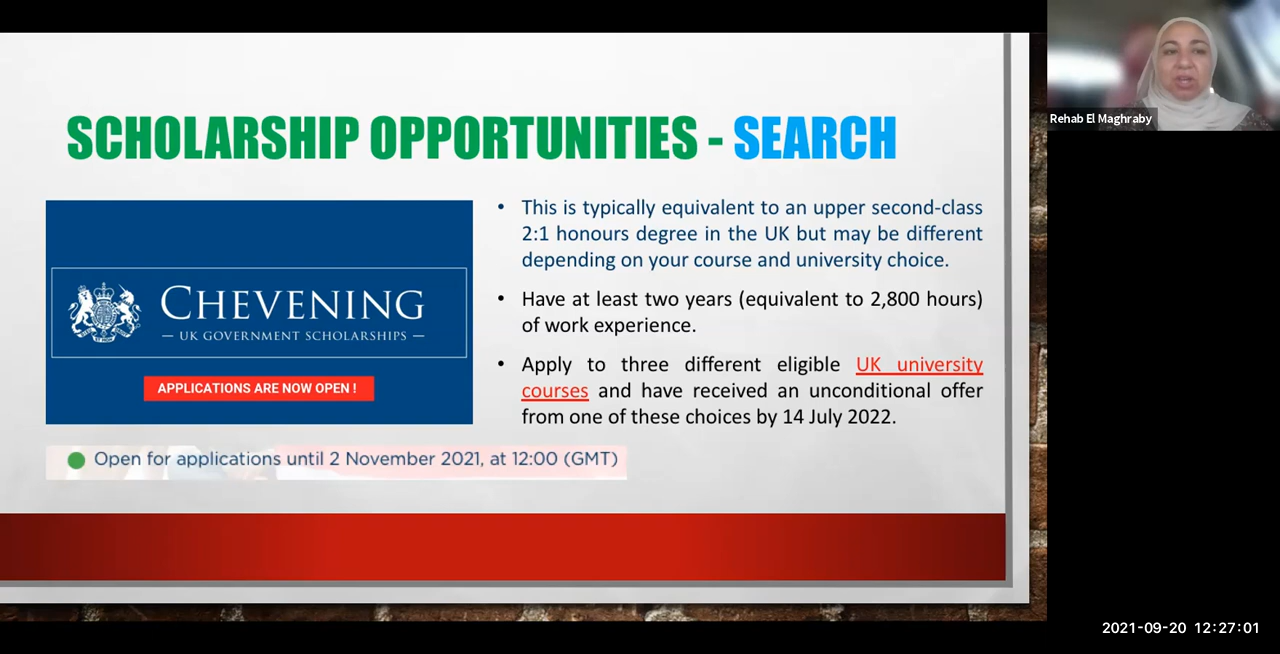 SCHOLARSHIP OPPORTUNITIES - SEARCH
CHEVENING
UK GOVERNMENT SCHOLARSHIPS
APPLICATIONS ARE NOW OPEN !
Open for applications until 2 November 2021, at 12:00 (GMT)
• This is typically equivalent to an upper second-class
2:1 honours degree in the UK but may be different
depending on your course and university choice.
• Have at least two years (equivalent to 2,800 hours)
of work experience.
• Apply to three different eligible UK university
courses and have received an unconditional offer
from one of these choices by 14 July 2022.
Rehab El Maghraby
2021-09-20 12:27:01